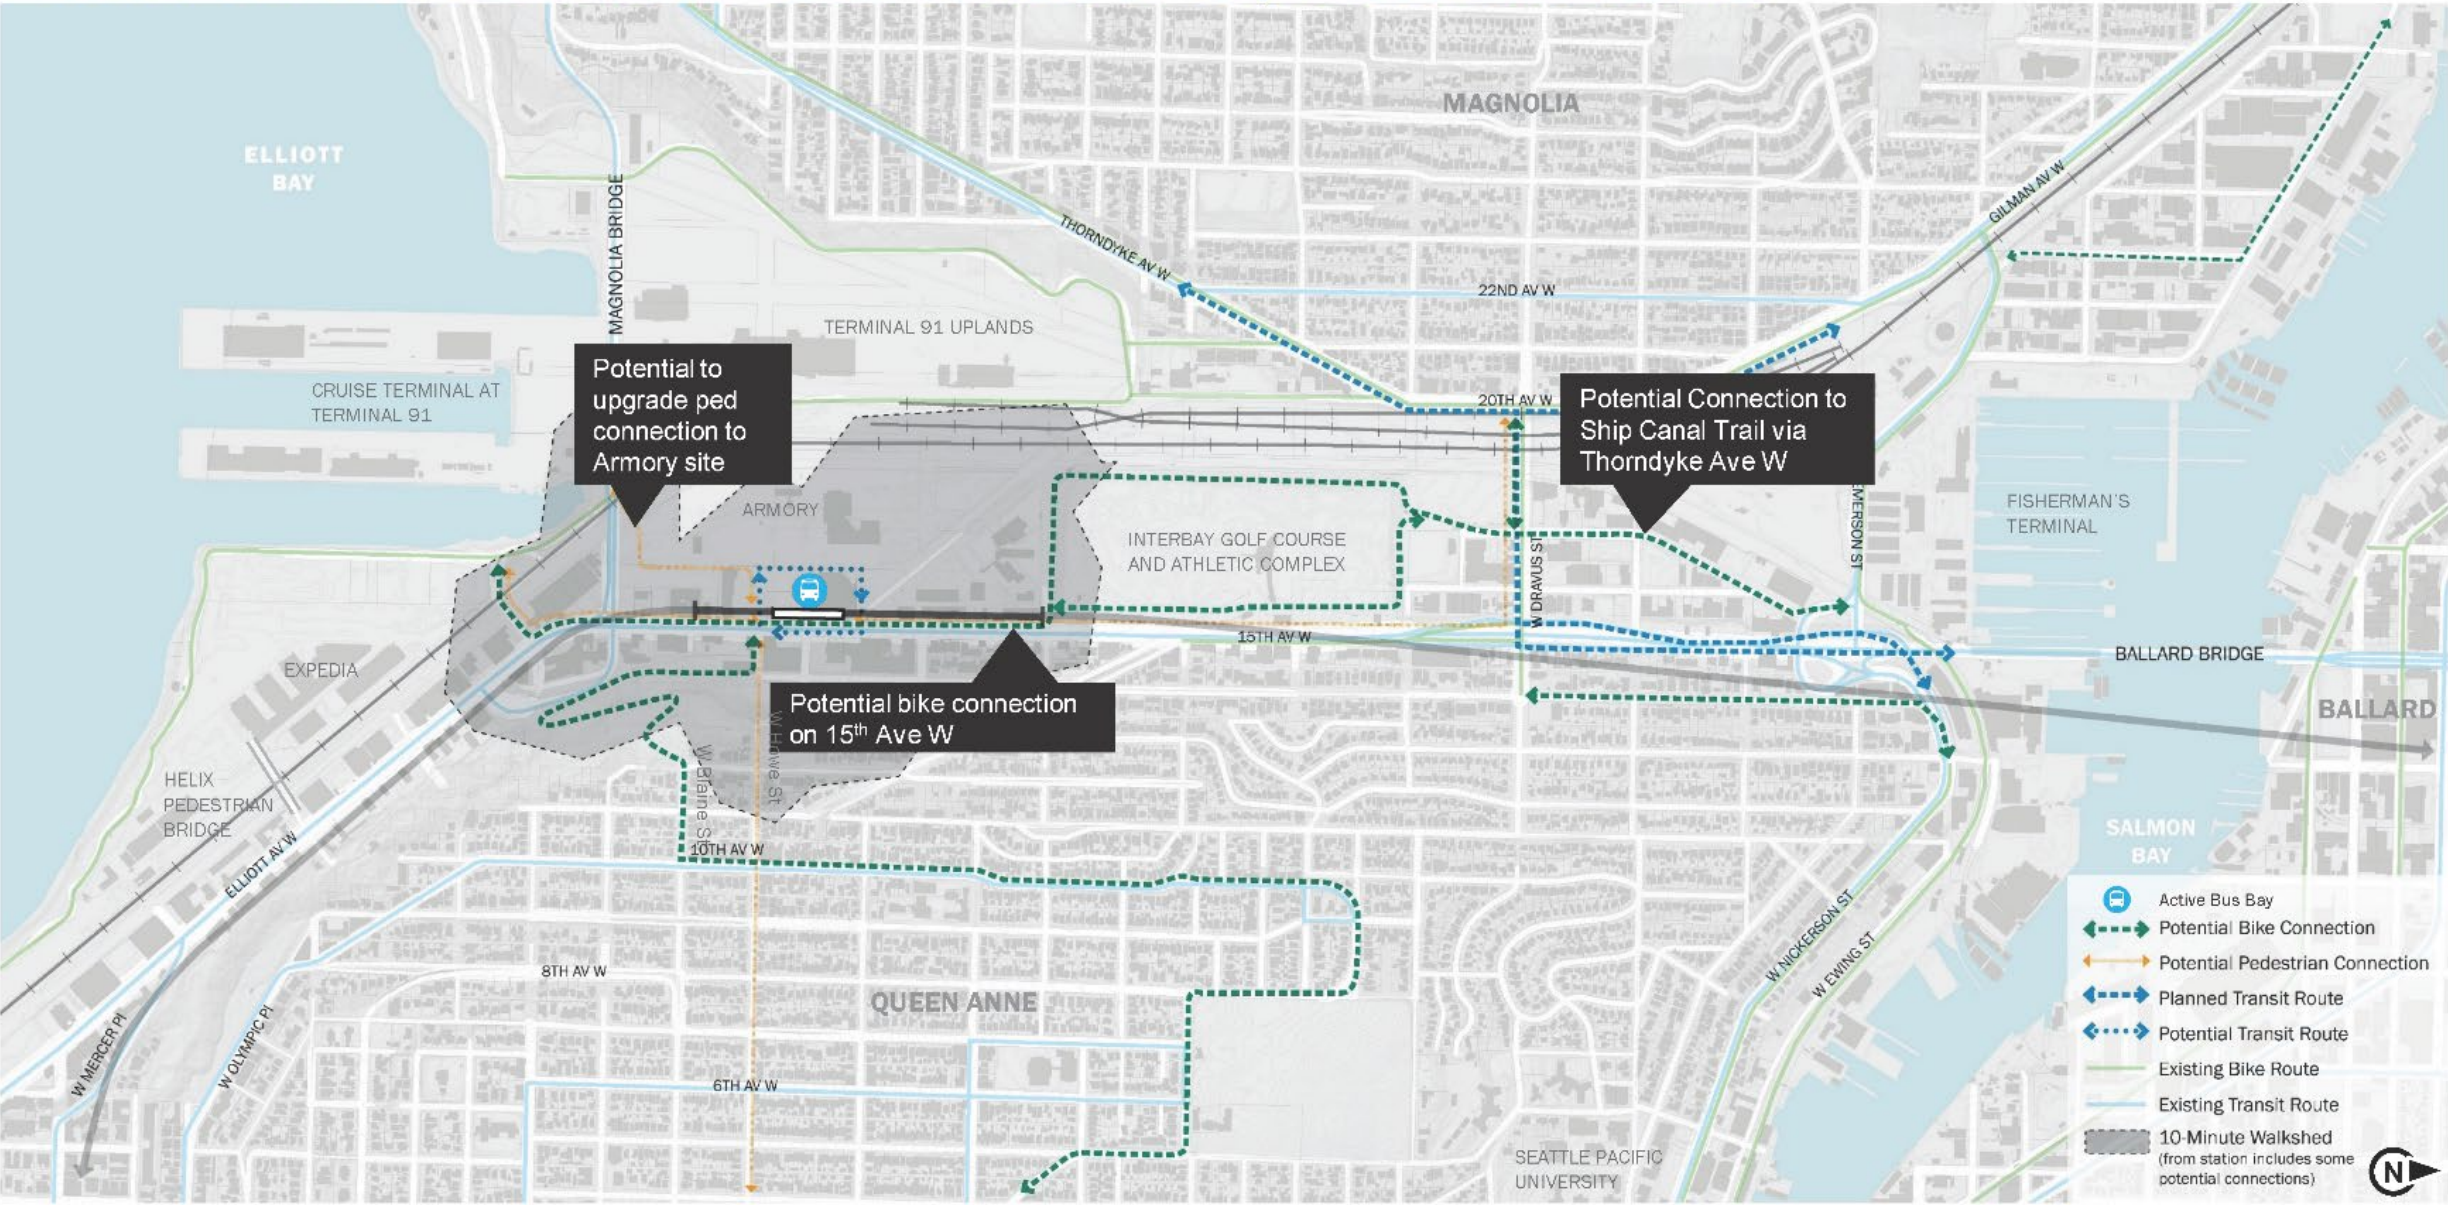 MAGNOLIA
ELLIOTT
BAY
MAGNOLIA BRIDGE
THORNDYKE AV W
GILMAN AV W
22ND AV W
TERMINAL 91 UPLANDS
CRUISE TERMINAL AT
TERMINAL 91
Potential to
upgrade ped
connection to
Armory site
20TH AV W
Potential Connection to
Ship Canal Trail via
Thorndyke Ave W
ARMORY
INTERBAY GOLF COURSE
AND ATHLETIC COMPLEX
W DRAVUS ST
EMERSON ST
FISHERMAN'S
TERMINAL
15TH AV W
EXPEDIA
BALLARD BRIDGE
BALLARD
Potential bike connection
on 15th Ave W
W Howe St
W Blaine St
HELIX
PEDESTRIAN
BRIDGE
ELLIOTT AV W
10TH AV W
SALMON
BAY
8TH AV W
QUEEN ANNE
W NICKERSON ST
W EWING ST
W MERCER Pl
W OLYMPIC Pl
6TH AV W
SEATTLE PACIFIC
UNIVERSITY
Active Bus Bay
Potential Bike Connection
Potential Pedestrian Connection
Planned Transit Route
Potential Transit Route
Existing Bike Route
Existing Transit Route
10-Minute Walkshed
(from station includes some
potential connections)
N